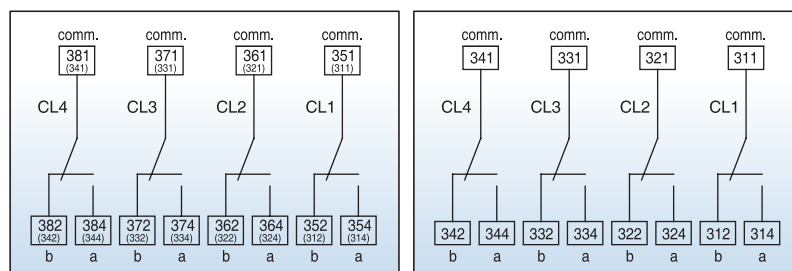 comm. comm. comm. comm.
381 371 361 351
(341) (331) (321) (311)
CL4 CL3 CL2 CL1
382 384 372 374 362 364 352 354
(342) (344) (332) (334) (322) (324) (312) (314)
b a b a b a b a
comm. comm. comm. comm.
341 331 321 311
CL4 CL3 CL2 CL1
342 344 332 334 322 324 312 314
b a b a b a b a